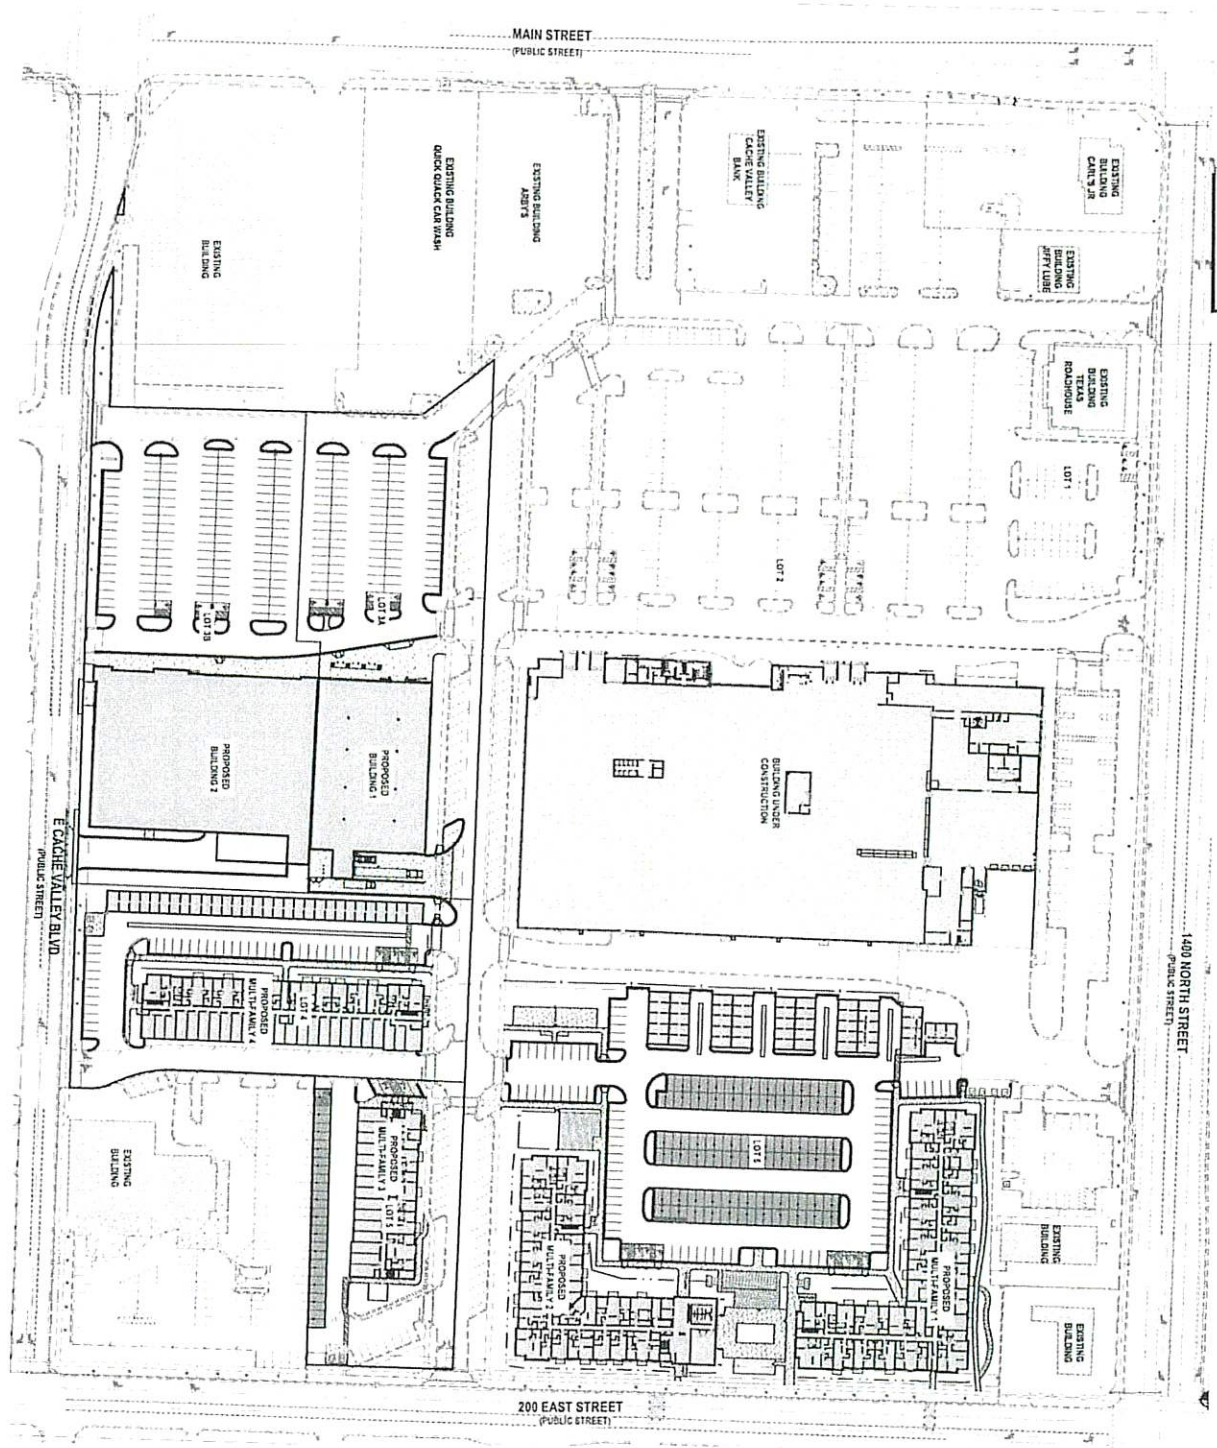 MAIN STREET
(PUBLIC STREET)
EXISTING
BUILDING
CARL'S JR
EXISTING BUILDING
CACHE VALLEY
BANK
EXISTING BUILDING
ARBY'S
EXISTING BUILDING
QUICK QUACK CAR WASH
EXISTING
BUILDING
EXISTING
BUILDING
JIFFY LUBE
EXISTING
BUILDING
TEXAS
ROADHOUSE
LOT 1
LOT 2
LOT 3A
LOT 3B
PROPOSED
BUILDING 1
PROPOSED
BUILDING 2
BUILDING UNDER
CONSTRUCTION
E CACHE VALLEY BLVD
(PUBLIC STREET)
1400 NORTH STREET
(PUBLIC STREET)
PROPOSED
MULTI-FAMILY 4
LOT 4
PROPOSED
MULTI-FAMILY 3
LOT 5
LOT 6
PROPOSED
MULTI-FAMILY 1
PROPOSED
MULTI-FAMILY 2
EXISTING
BUILDING
EXISTING
BUILDING
EXISTING
BUILDING
200 EAST STREET
(PUBLIC STREET)